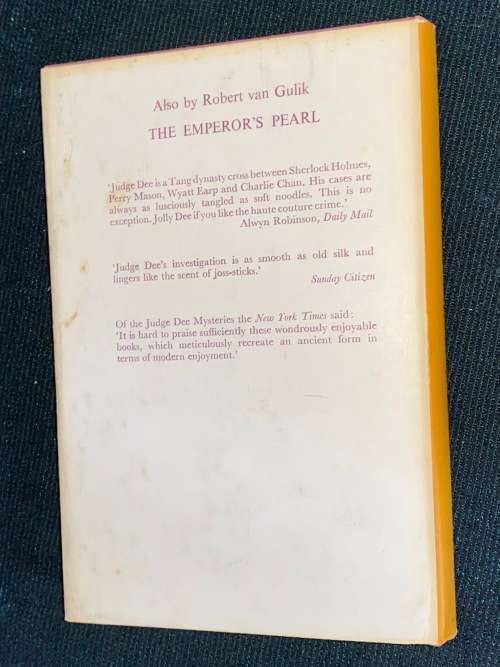 Also by Robert van Gulik
THE EMPEROR'S PEARL
'Judge Dee is a Tang dynasty cross between Sherlock Holmes,
Perry Mason, Wyatt Earp and Charlie Chan. His cases are
always as lusciously tangled as soft noodles. This is no
exception. Jolly Dee if you like the haute couture crime.'
Alwyn Robinson, Daily Mail
'Judge Dee's investigation is as smooth as old silk and
lingers like the scent of joss-sticks.'
Sunday Citizen
Of the Judge Dee Mysteries the New York Times said:
'It is hard to praise sufficiently these wondrously enjoyable
books, which meticulously recreate an ancient form in
terms of modern enjoyment.'